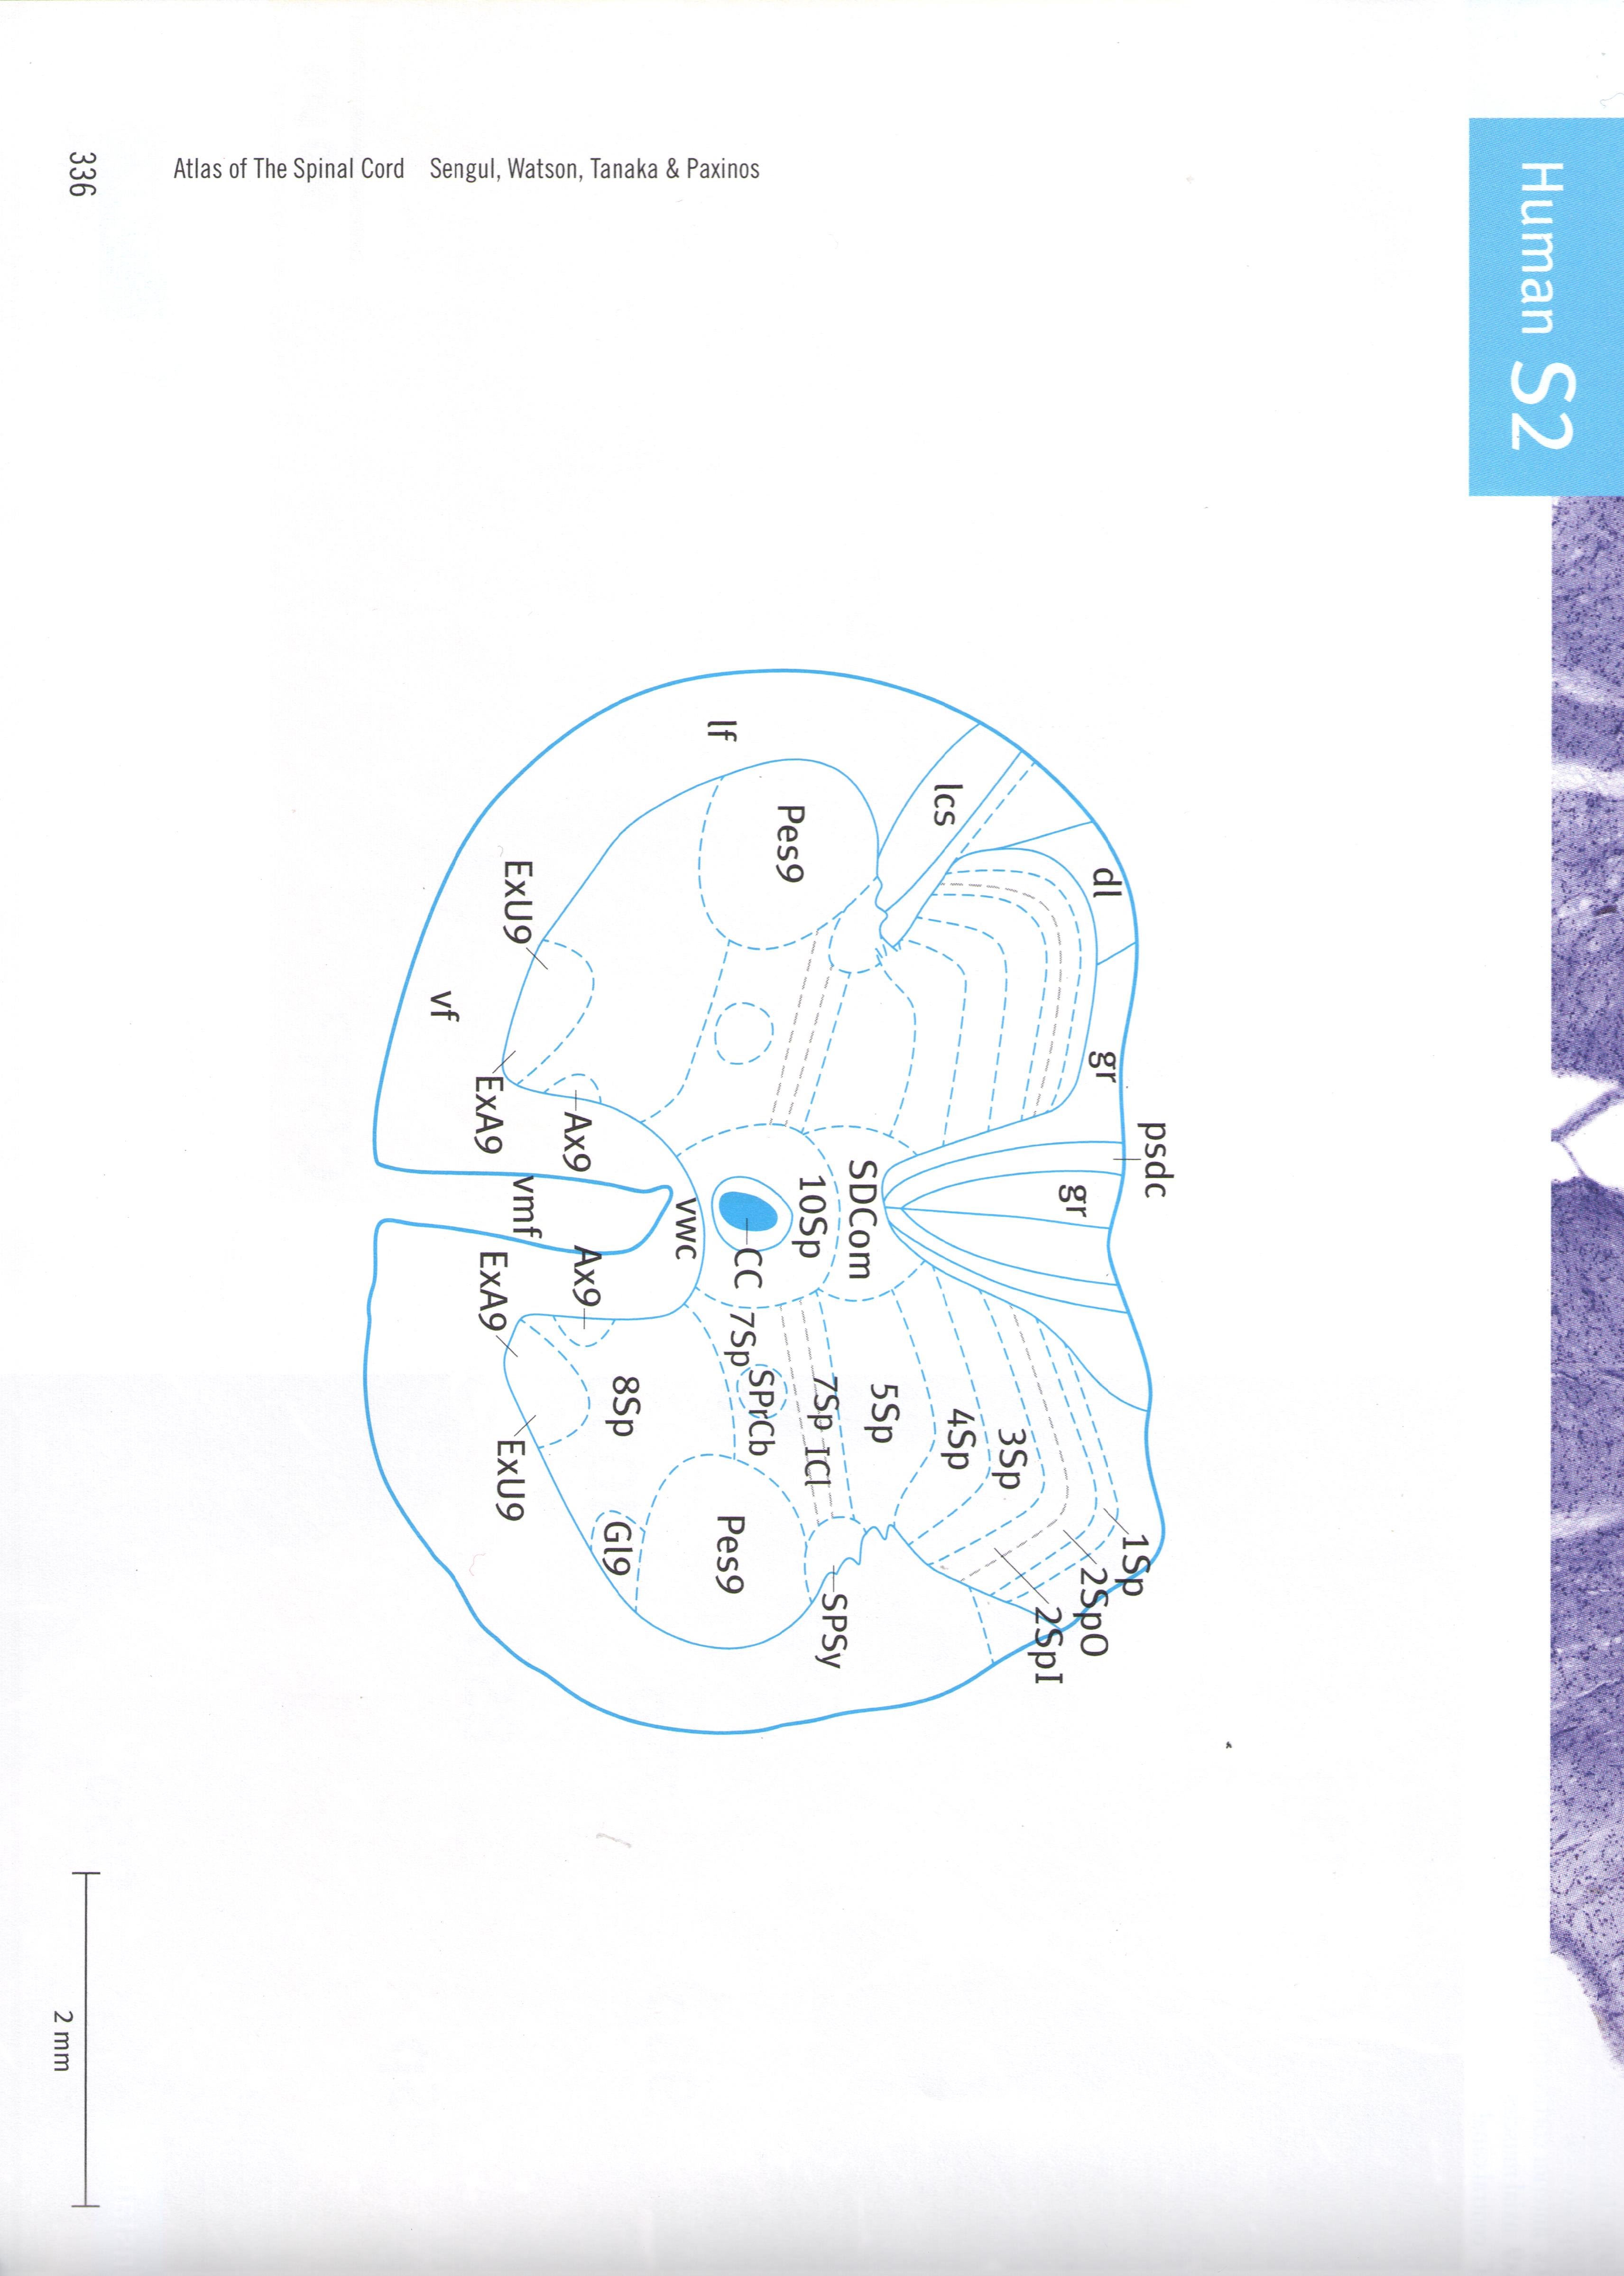 Human S2
psdc
dl
gr
gr
1Sp
2SpO
2SpI
lcs
3Sp
4Sp
5Sp
SDCom
10Sp
7Sp ICl
SPSy
Pes9
lf
CC
7Sp
SPrCb
Pes9
vwc
8Sp
Gl9
Ax9
Ax9
vmf
ExU9
ExA9
ExA9
ExU9
vf
Atlas of The Spinal Cord Sengul, Watson, Tanaka & Paxinos
336
2 mm